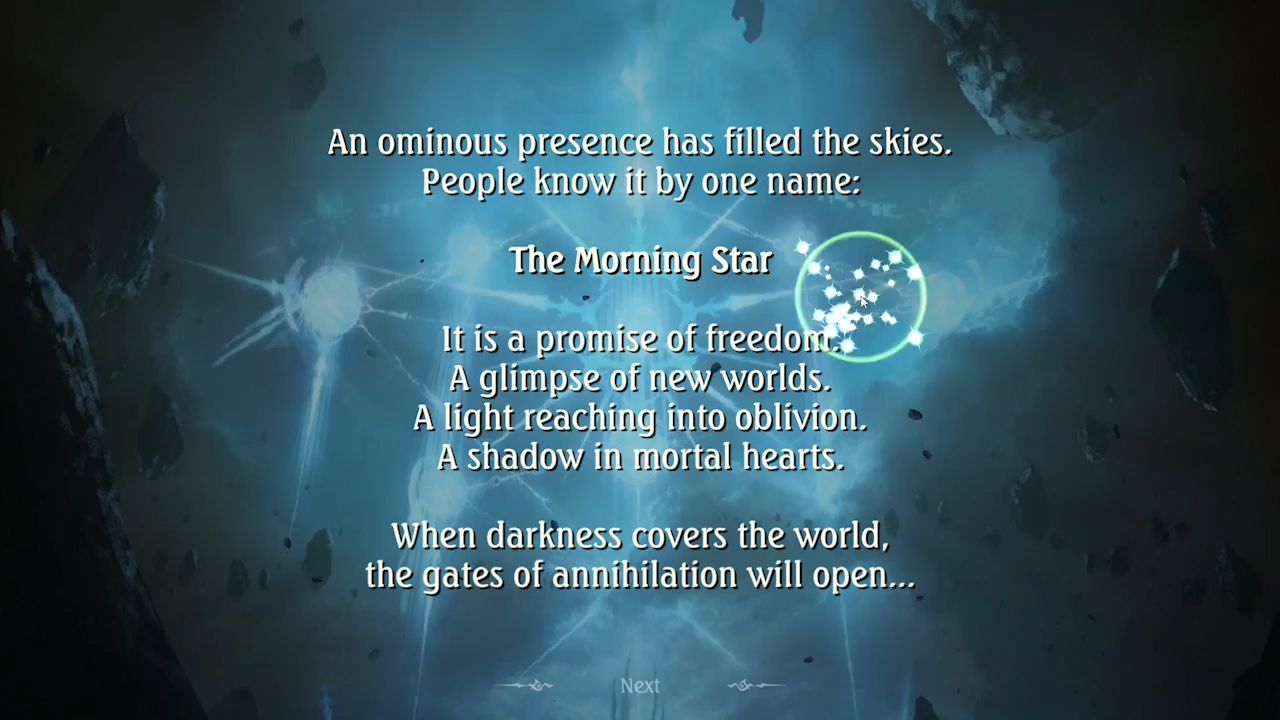 An ominous presence has filled the skies.
People know it by one name:
The Morning Star
It is a promise of freedom.
A glimpse of new worlds.
A light reaching into oblivion.
A shadow in mortal hearts.
When darkness covers the world,
the gates of annihilation will open...
Next